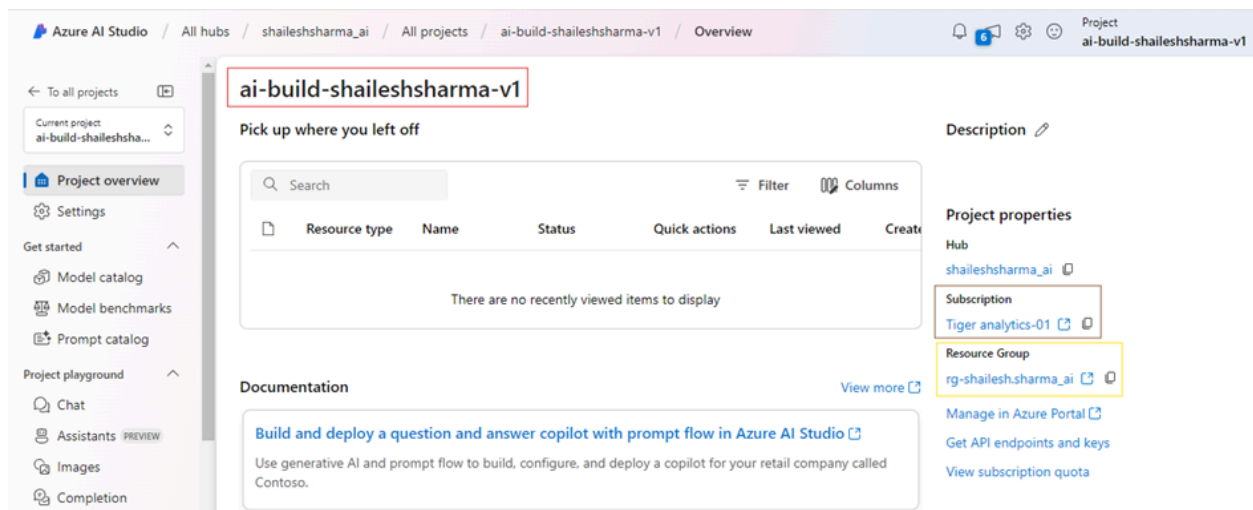 Azure AI Studio / All hubs / shaileshsharma_ai / All projects / ai-build-shaileshsharma-v1 / Overview
6
Project
ai-build-shaileshsharma-v1
To all projects
Current project
ai-build-shaileshsha...
Project overview
Settings
Get started
Model catalog
Model benchmarks
Prompt catalog
Project playground
Chat
Assistants PREVIEW
Images
Completion
ai-build-shaileshsharma-v1
Pick up where you left off
Search
Filter
Columns
Resource type Name Status Quick actions Last viewed Create
There are no recently viewed items to display
Documentation
View more
Build and deploy a question and answer copilot with prompt flow in Azure AI Studio
Use generative AI and prompt flow to build, configure, and deploy a copilot for your retail company called
Contoso.
Description
Project properties
Hub
shaileshsharma_ai
Subscription
Tiger analytics-01
Resource Group
rg-shailesh.sharma_ai
Manage in Azure Portal
Get API endpoints and keys
View subscription quota